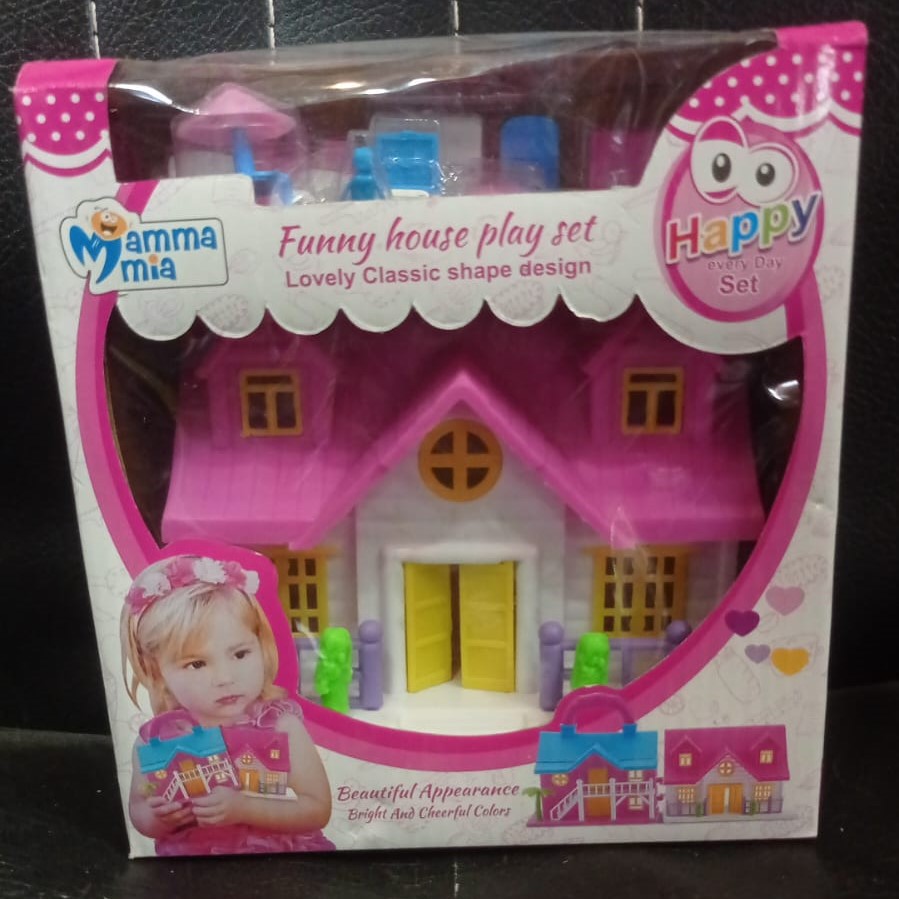 Mamma
mia
Funny house play set
Lovely Classic shape design
Happy
every Day
Set
Beautiful Appearance
Bright And Cheerful Colors